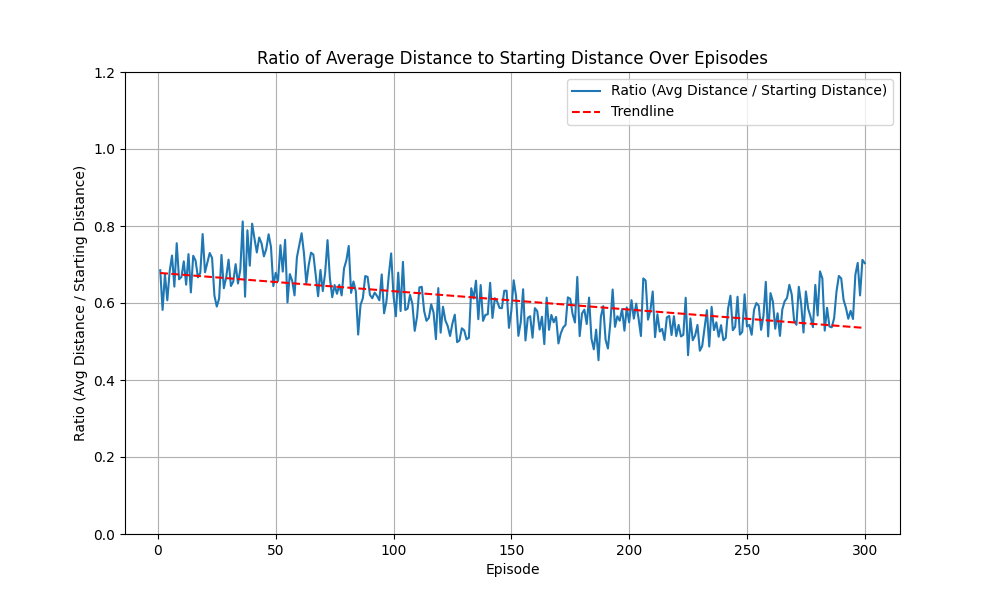 Ratio of Average Distance to Starting Distance Over Episodes
Ratio (Avg Distance / Starting Distance)
Trendline
Ratio (Avg Distance / Starting Distance)
1.2
1.0
0.8
0.6
0.4
0.2
0.0
0 50 100 150 200 250 300
Episode